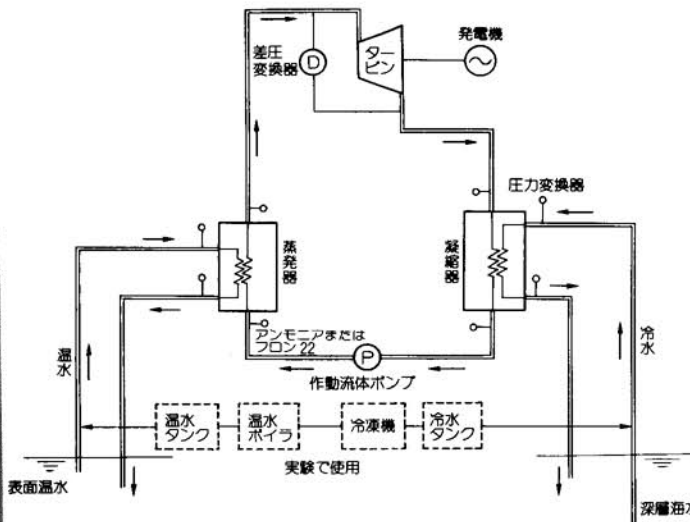 発電機
差圧
変換器
D
ター
ビン
圧力変換器
蒸発器
凝縮器
アンモニアまたは
フロン22
温水
P
冷水
作動流体ポンプ
温水
タンク
温水
ボイラ
冷凍機
冷水
タンク
実験で使用
表面温水
深層海水